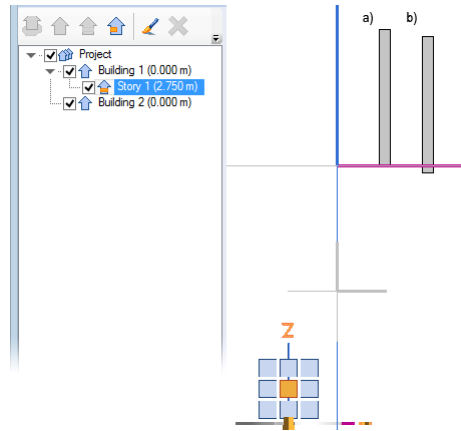 a) b)
Project
Building 1 (0.000 m)
Story 1 (2.750 m)
Building 2 (0.000 m)
Z